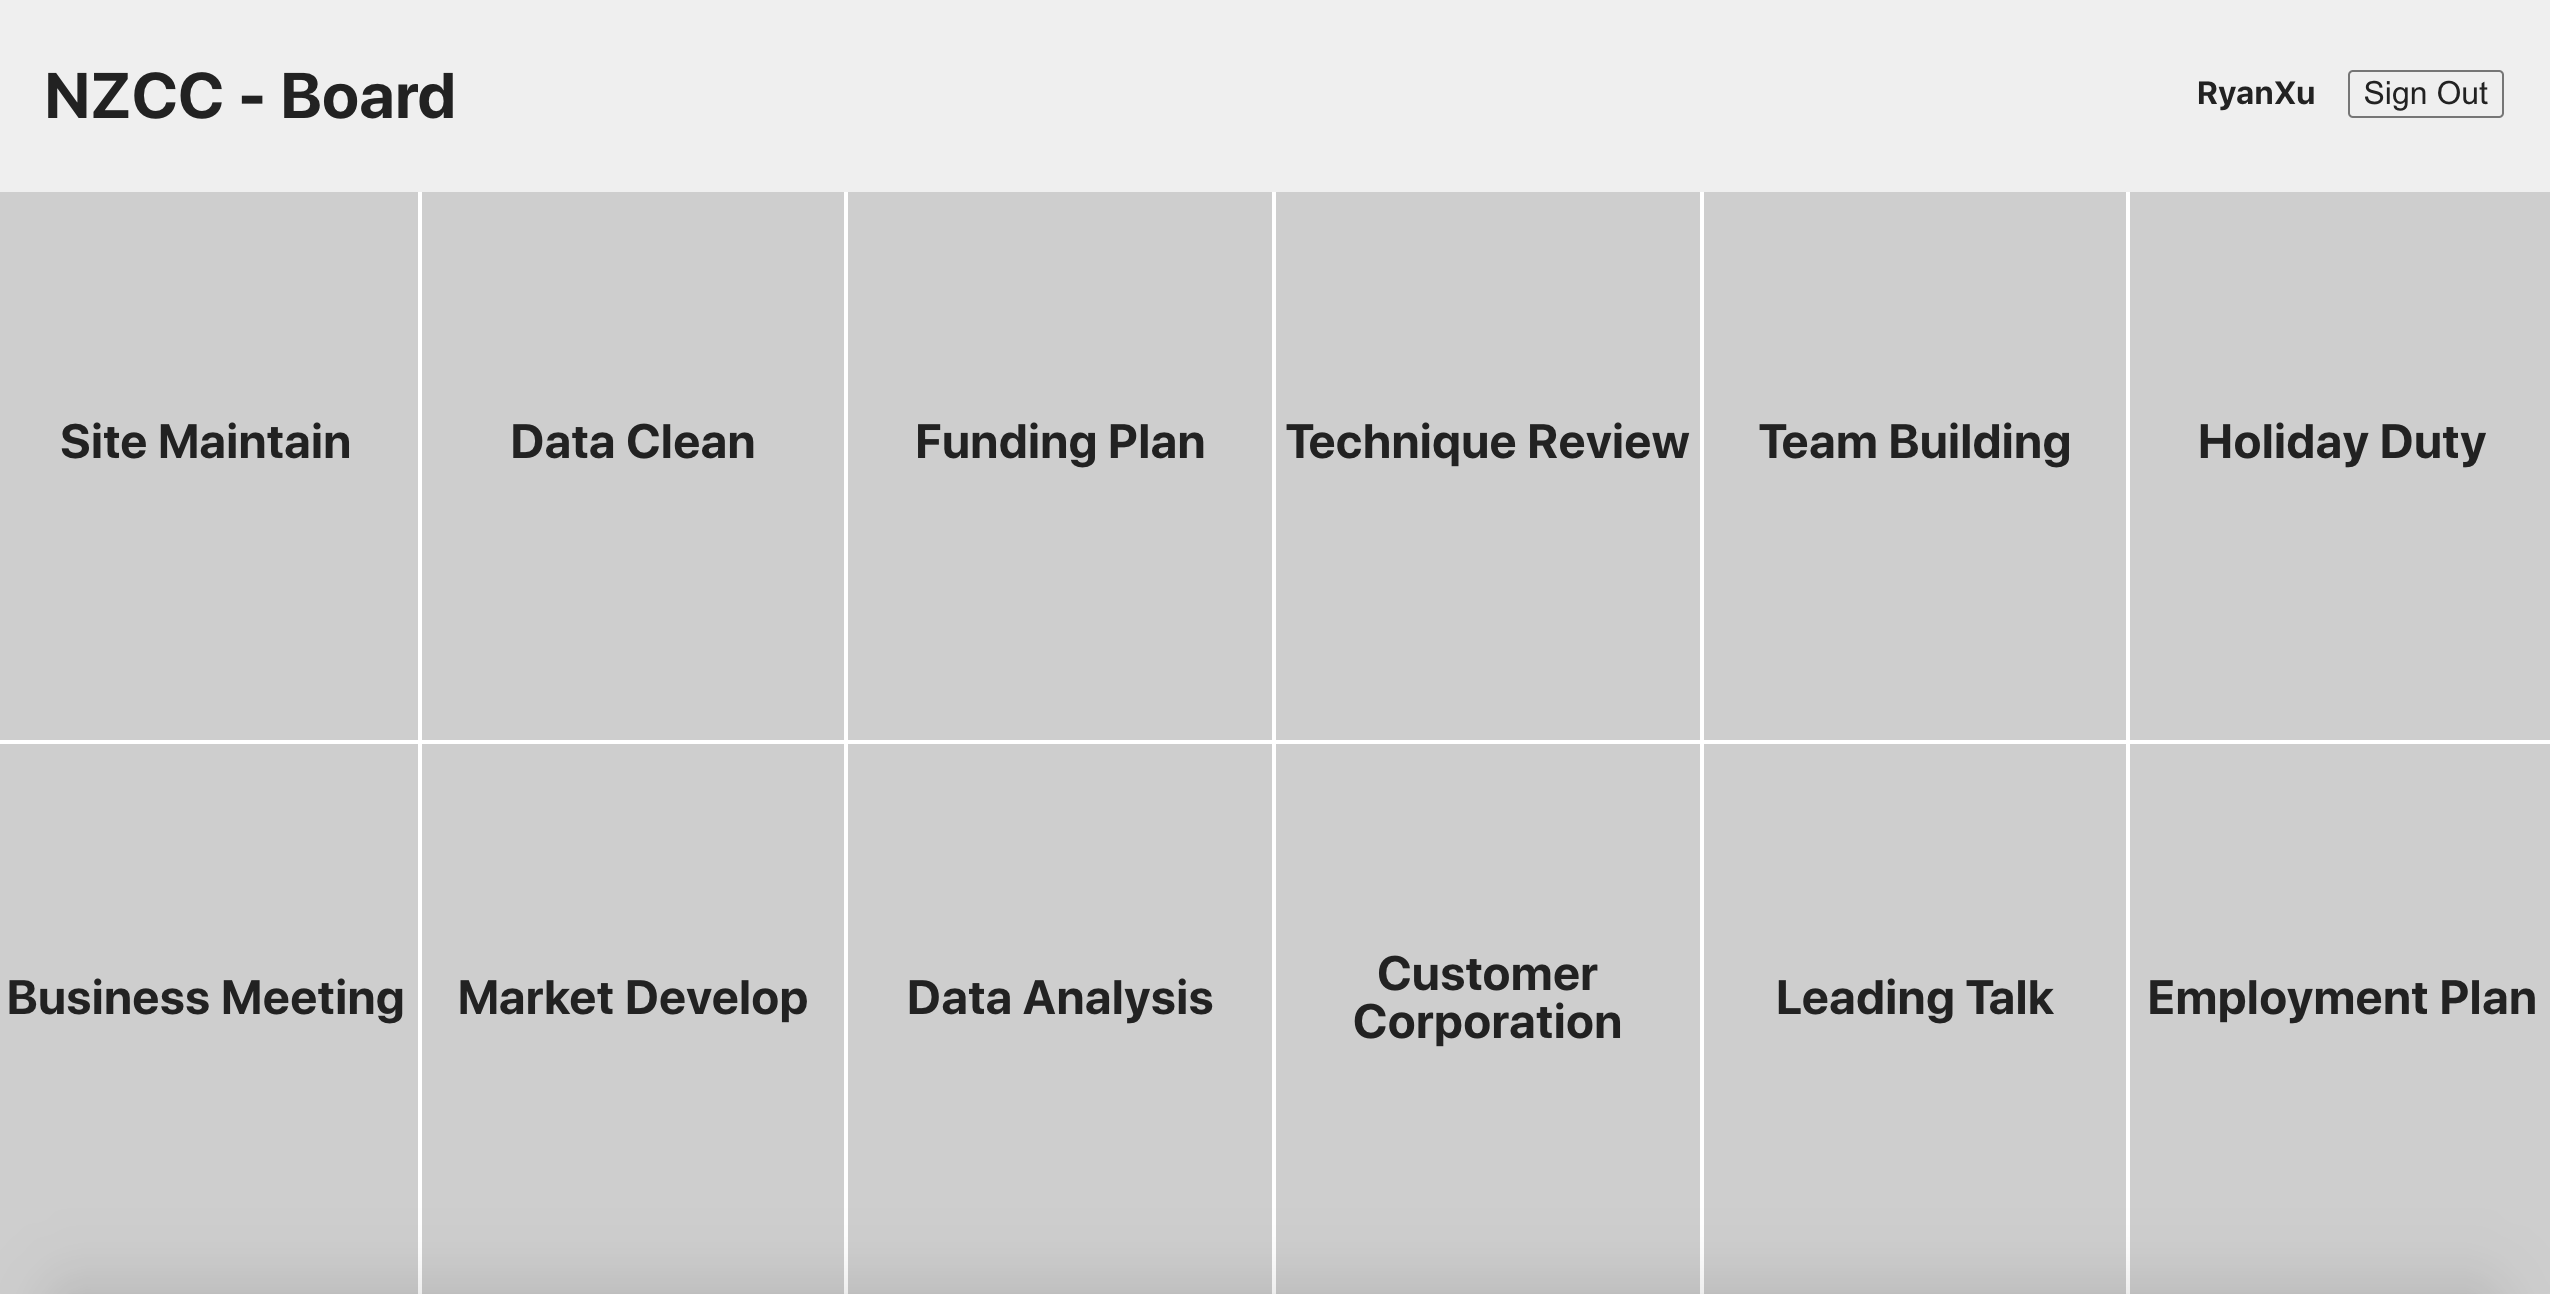 NZCC - Board
RyanXu
Sign Out
Site Maintain
Data Clean
Funding Plan
Technique Review
Team Building
Holiday Duty
Business Meeting
Market Develop
Data Analysis
Customer
Corporation
Leading Talk
Employment Plan